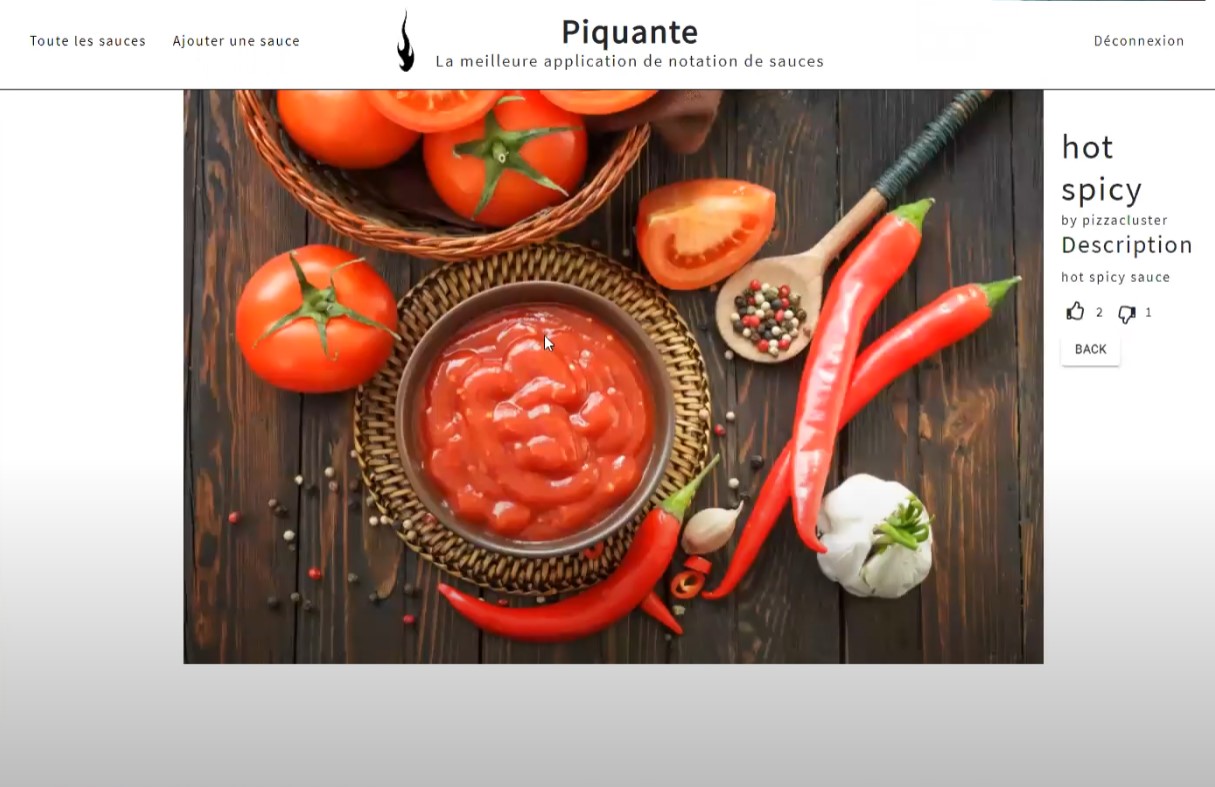 Toute les sauces
Ajouter une sauce
Piquante
La meilleure application de notation de sauces
Déconnexion
hot
spicy
by pizzacluster
Description
hot spicy sauce
2
1
BACK